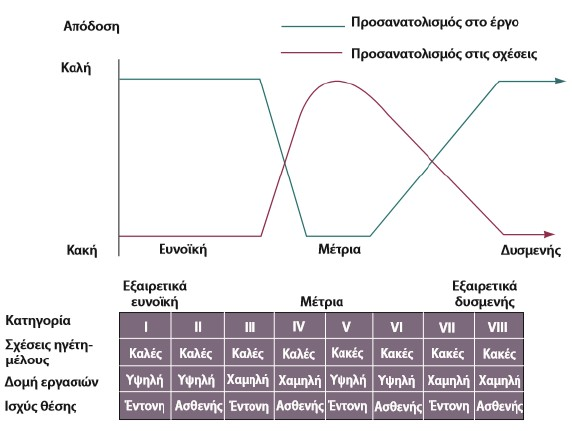 Απόδοση
Προσανατολισμός στο έργο
Προσανατολισμός στις σχέσεις
Καλή
Κακή
Ευνοϊκή
Μέτρια
Δυσμενής
Εξαιρετικά
ευνοϊκή
Μέτρια
Εξαιρετικά
δυσμενής
Κατηγορία I II III IV V VI VII VIII
Σχέσεις ηγέτη-
μέλους Καλές Καλές Καλές Καλές Κακές Κακές Κακές Κακές
Δομή εργασιών Υψηλή Υψηλή Χαμηλή Χαμηλή Υψηλή Υψηλή Χαμηλή Χαμηλή
Ισχύς θέσης Έντονη Ασθενής Έντονη Ασθενής Έντονη Ασθενής Έντονη Ασθενής